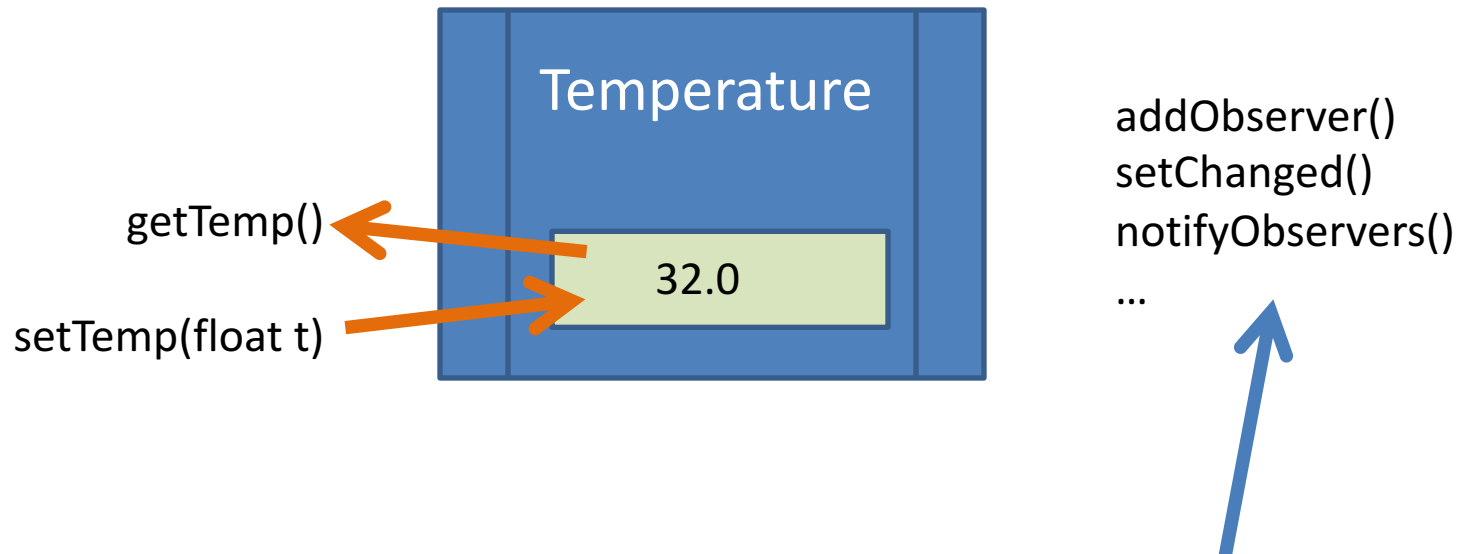 Temperature
32.0
getTemp()
setTemp(float t)
addObserver()
setChanged()
notifyObservers()
…